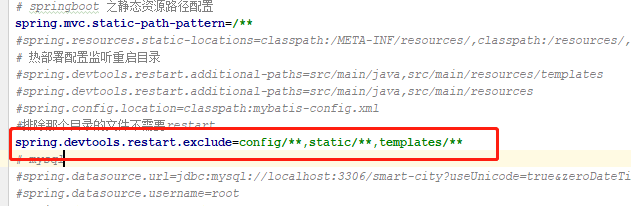 # springboot 之静态资源路径配置
spring.mvc.static-path-pattern=/**
#spring.resources.static-locations=classpath:/META-INF/resources/,classpath:/resources/,
# 热部署配置监听重启目录
#spring.devtools.restart.additional-paths=src/main/java,src/main/resources/templates
#spring.devtools.restart.additional-paths=src/main/java,src/main/resources
#spring.config.location=classpath:mybatis-config.xml
#排除那个目录的文件不需要restart
spring.devtools.restart.exclude=config/**,static/**,templates/**
# mysql
#spring.datasource.url=jdbc:mysql://localhost:3306/smart-city?useUnicode=true&zeroDateTi
#spring.datasource.username=root